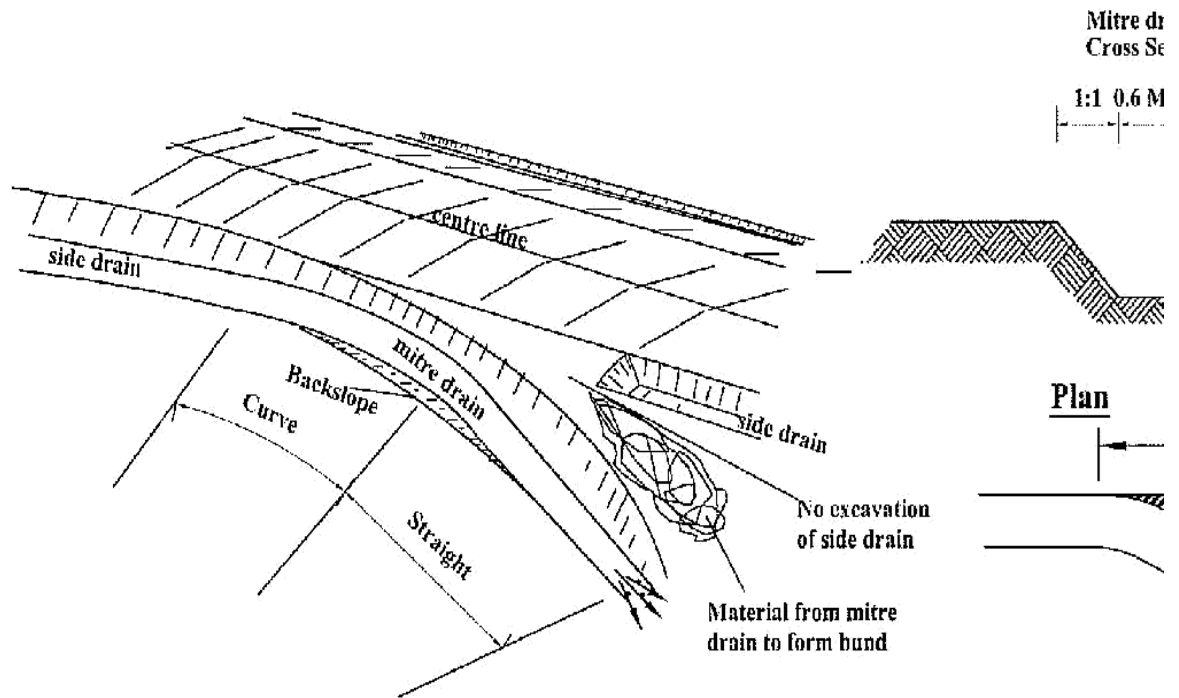 Mitre dr
Cross Se
1:1 0.6 M
centre line
side drain
mitre drain
Backslope
Curve
side drain
Plan
Straight
No excavation
of side drain
Material from mitre
drain to form bund